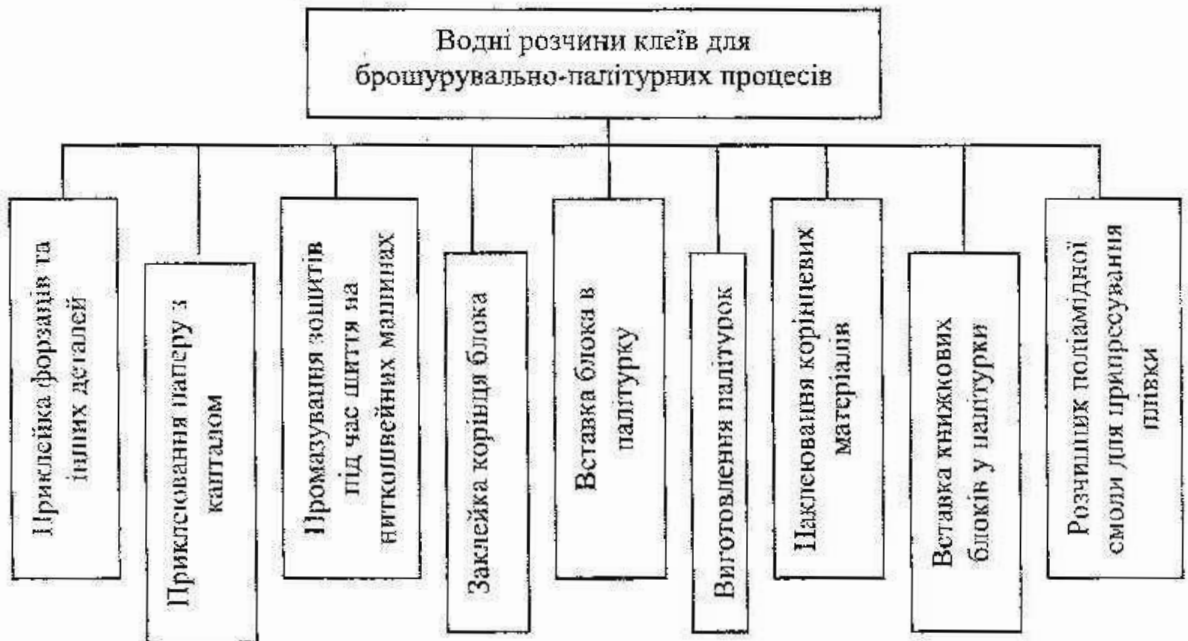 Водні розчини клеїв для
брошурувально-палітурних процесів
Приклейка форзаців та
інших деталей
Приклеювання паперу з
капталом
Промазування зошитів
під час шиття на
ниткошвейних машинах
Заклейка корінця блока
Вставка блока в
палітурку
Виготовлення палітурок
Наклеювання корінцевих
матеріалів
Вставка книжкових
блоків у палітурки
Розчинник поліамідної
смоли для припресування
плівки